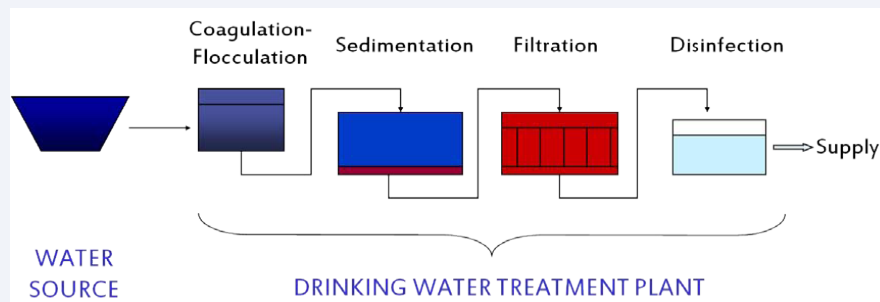 Coagulation-
Flocculation
Sedimentation
Filtration
Disinfection
Supply
WATER
SOURCE
DRINKING WATER TREATMENT PLANT